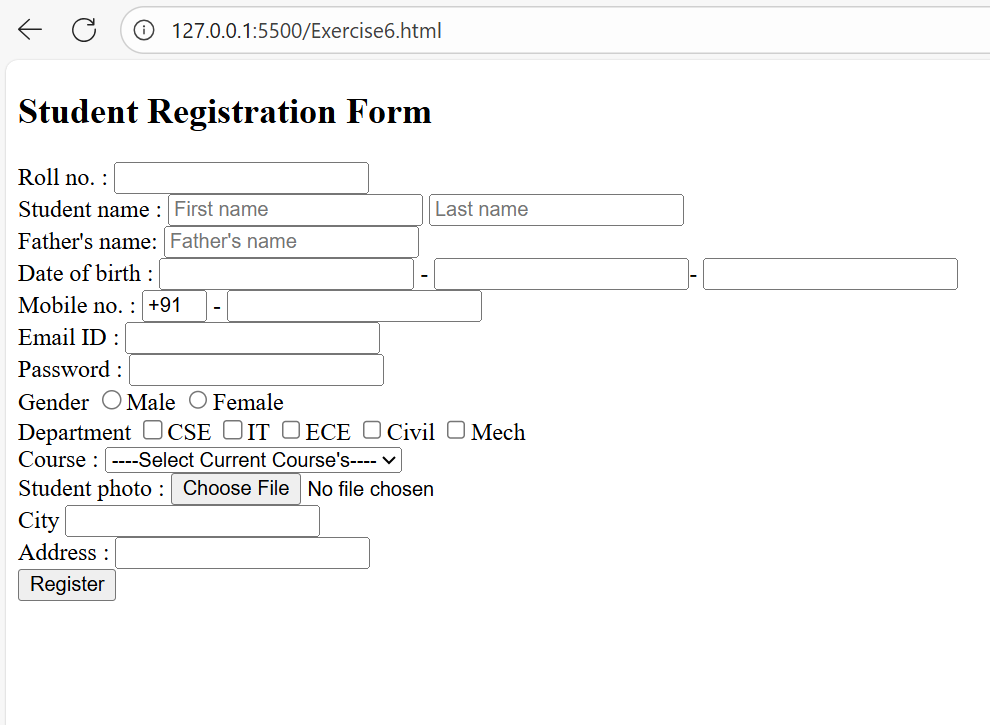 127.0.0.1:5500/Exercise6.html
Student Registration Form
Roll no. :
Student name : First name Last name
Father's name: Father's name
Date of birth : - -
Mobile no. : +91 -
Email ID :
Password :
Gender Male Female
Department CSE IT ECE Civil Mech
Course : ----Select Current Course's----
Student photo : Choose File No file chosen
City
Address :
Register